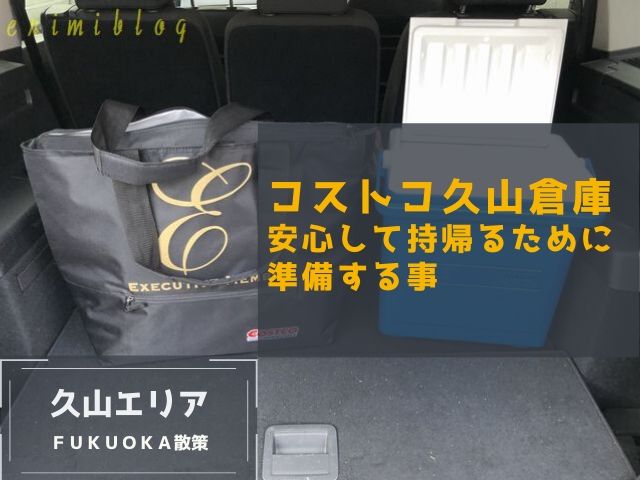 eximiblog
E
EXECUTIVE MEM
COSTCO
コストコ久山倉庫
安心して持帰るために
準備する事
久山エリア
FUKUOKA散策